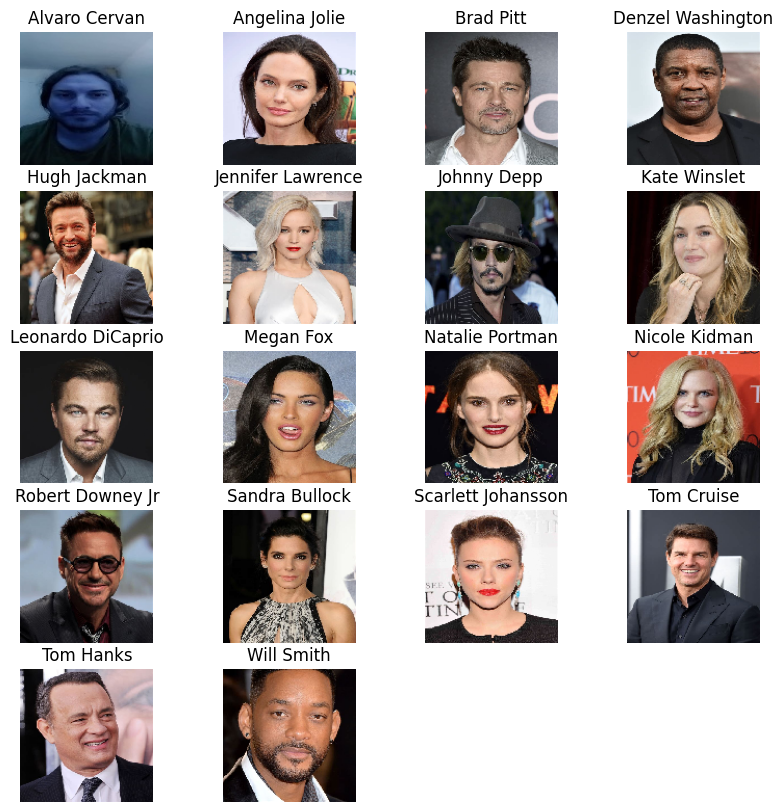 Alvaro Cervan
Angelina Jolie
Brad Pitt
Denzel Washington
Hugh Jackman
Jennifer Lawrence
Johnny Depp
Kate Winslet
Leonardo DiCaprio
Megan Fox
Natalie Portman
Nicole Kidman
TIME
TIM
Robert Downey Jr
Sandra Bullock
Scarlett Johansson
Tom Cruise
Tom Hanks
Will Smith